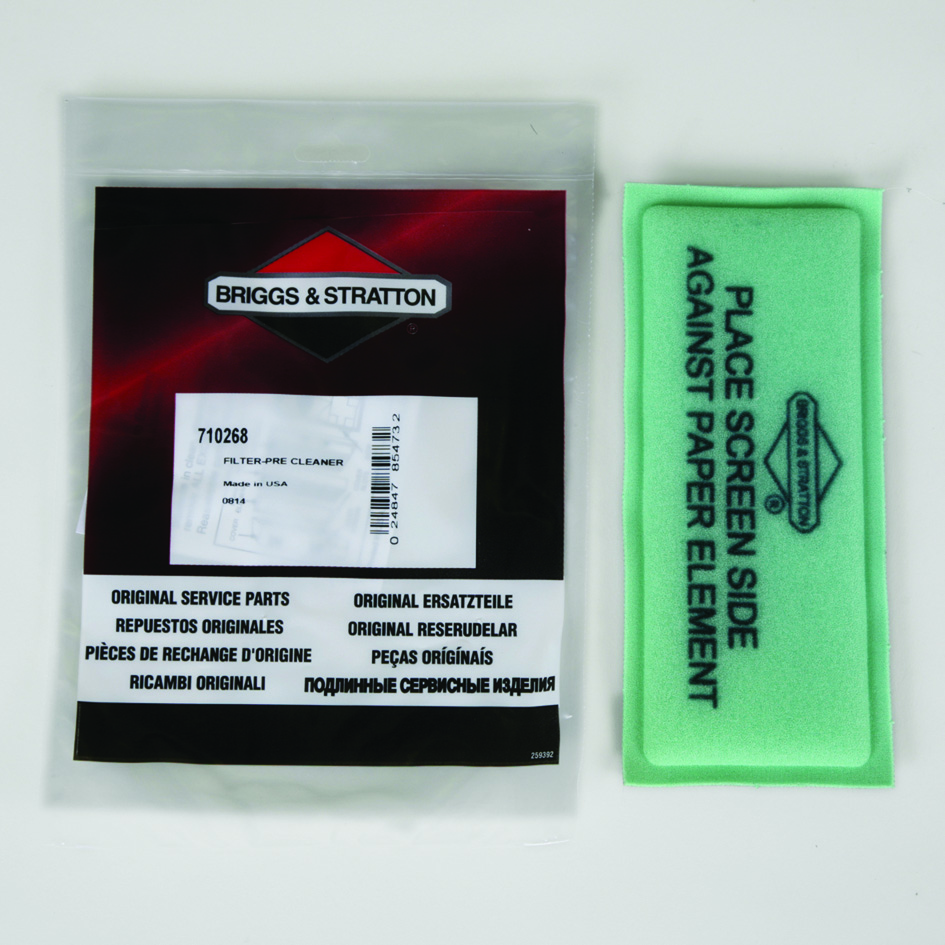 BRIGGS & STRATTON
®
710268
FILTER-PRE CLEANER
Made in USA
0814
0 24847 85473 2
ORIGINAL SERVICE PARTS
REPUESTOS ORIGINALES
PIÈCES DE RECHANGE D'ORIGINE
RICAMBI ORIGINALI
ORIGINAL ERSATZTEILE
ORIGINAL RESERUDELAR
PEÇAS ORÍGÍNAÍS
ПОДЛИННЫЕ СЕРВИСНЫЕ ИЗДЕЛИЯ
259392
PLACE SCREEN SIDE
AGAINST PAPER ELEMENT
BRIGGS & STRATTON
®